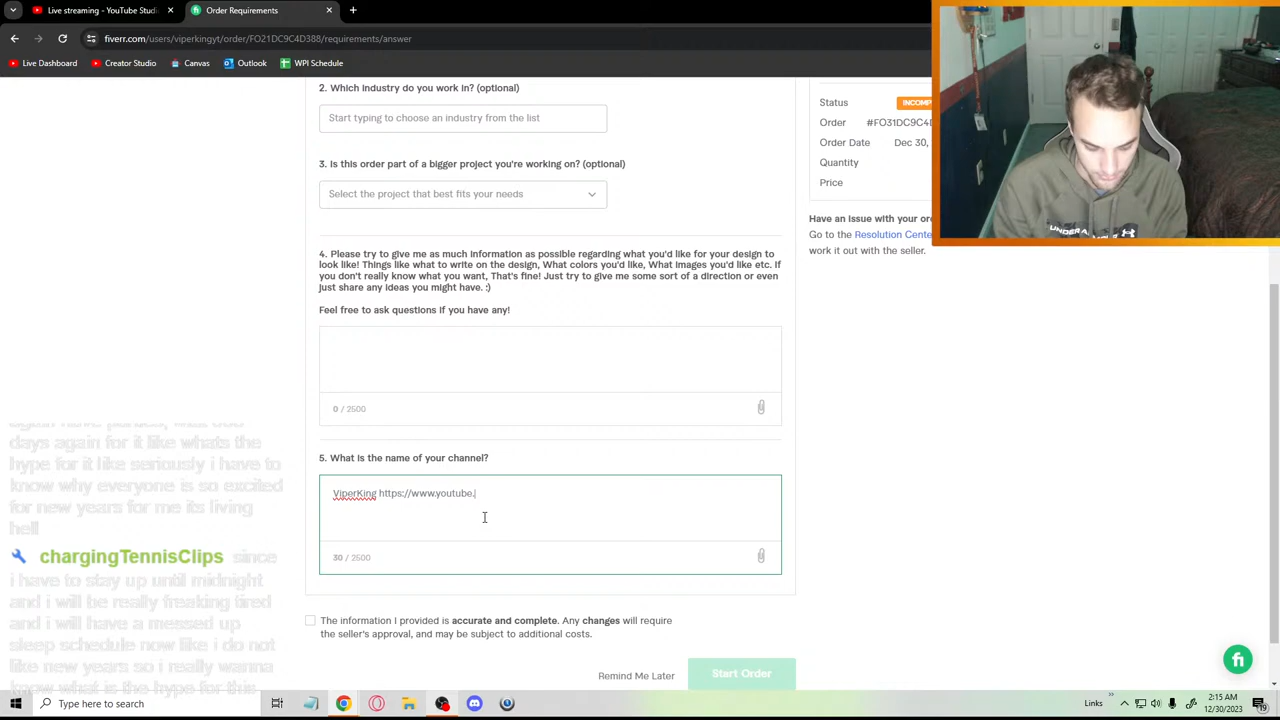 Live streaming - YouTube Studi
Order Requirements
fiverr.com/users/viperkingyt/order/FO21DC9C4D388/requirements/answer
Live Dashboard
Creator Studio
Canvas
Outlook
WPI Schedule
2. Which industry do you work in? (optional)
Start typing to choose an industry from the list
3. Is this order part of a bigger project you're working on? (optional)
Select the project that best fits your needs
4. Please try to give me as much information as possible regarding what you'd like for your design to
look like! Things like what to write on the design, What colors you'd like, What images you'd like etc. If
you don't really know what you want, That's fine! Just try to give me some sort of a direction or even
just share any ideas you might have. :)
Feel free to ask questions if you have any!
0 / 2500
5. What is the name of your channel?
ViperKing https://www.youtube.
30 / 2500
The information I provided is accurate and complete. Any changes will require
the seller's approval, and may be subject to additional costs.
Remind Me Later
Start Order
Status
INCOMP
Order
#FO31DC9C4D
Order Date
Dec 30,
Quantity
Price
Have an issue with your ord
Go to the Resolution Cente
work it out with the seller.
UNDER A
days again for it like whats the
hype for it like seriously i have to
know why everyone is so excited
for new years for me its living
hell
chargingTennisClips since
i have to stay up until midnight
and i will be really freaking tired
and i will have a messed up
sleep schedule now like i do not
like new years so i really wanna
know what is the hype for this
fi
Type here to search
Links
2:15 AM
12/30/2023
19